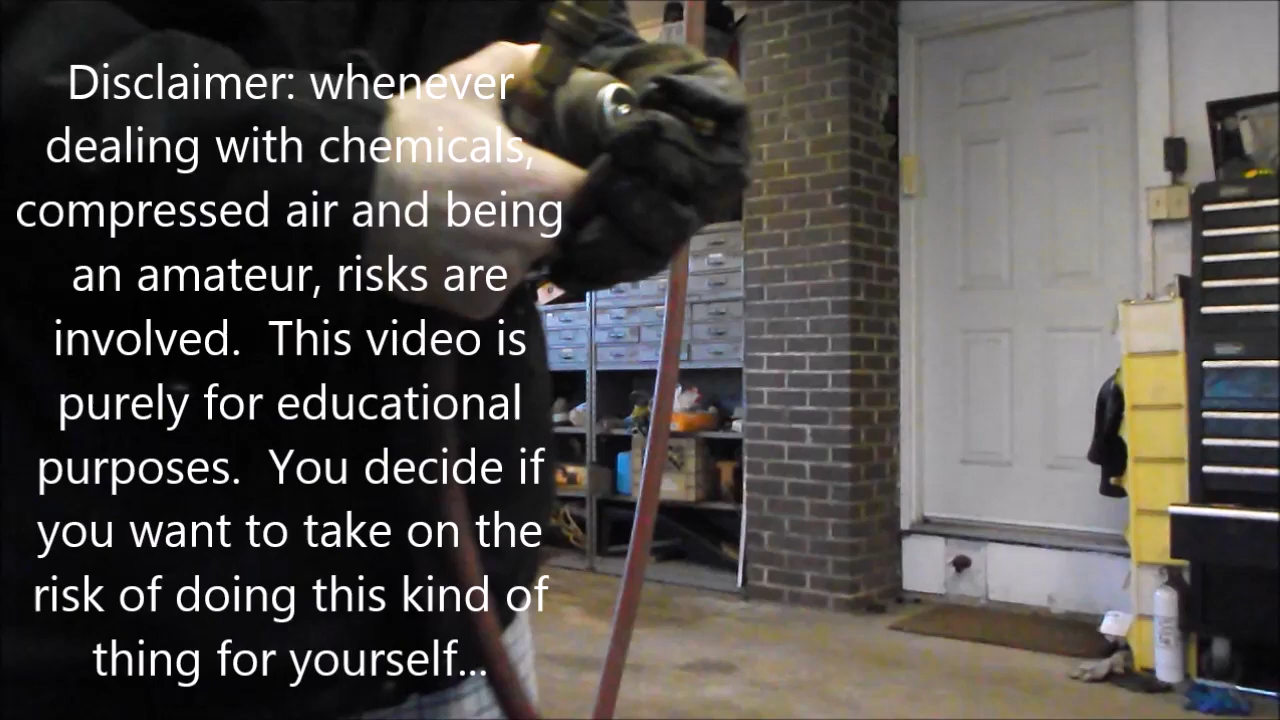 Disclaimer: whenever
dealing with chemicals,
compressed air and being
an amateur, risks are
involved.  This video is
purely for educational
purposes.  You decide if
you want to take on the
risk of doing this kind of
thing for yourself...